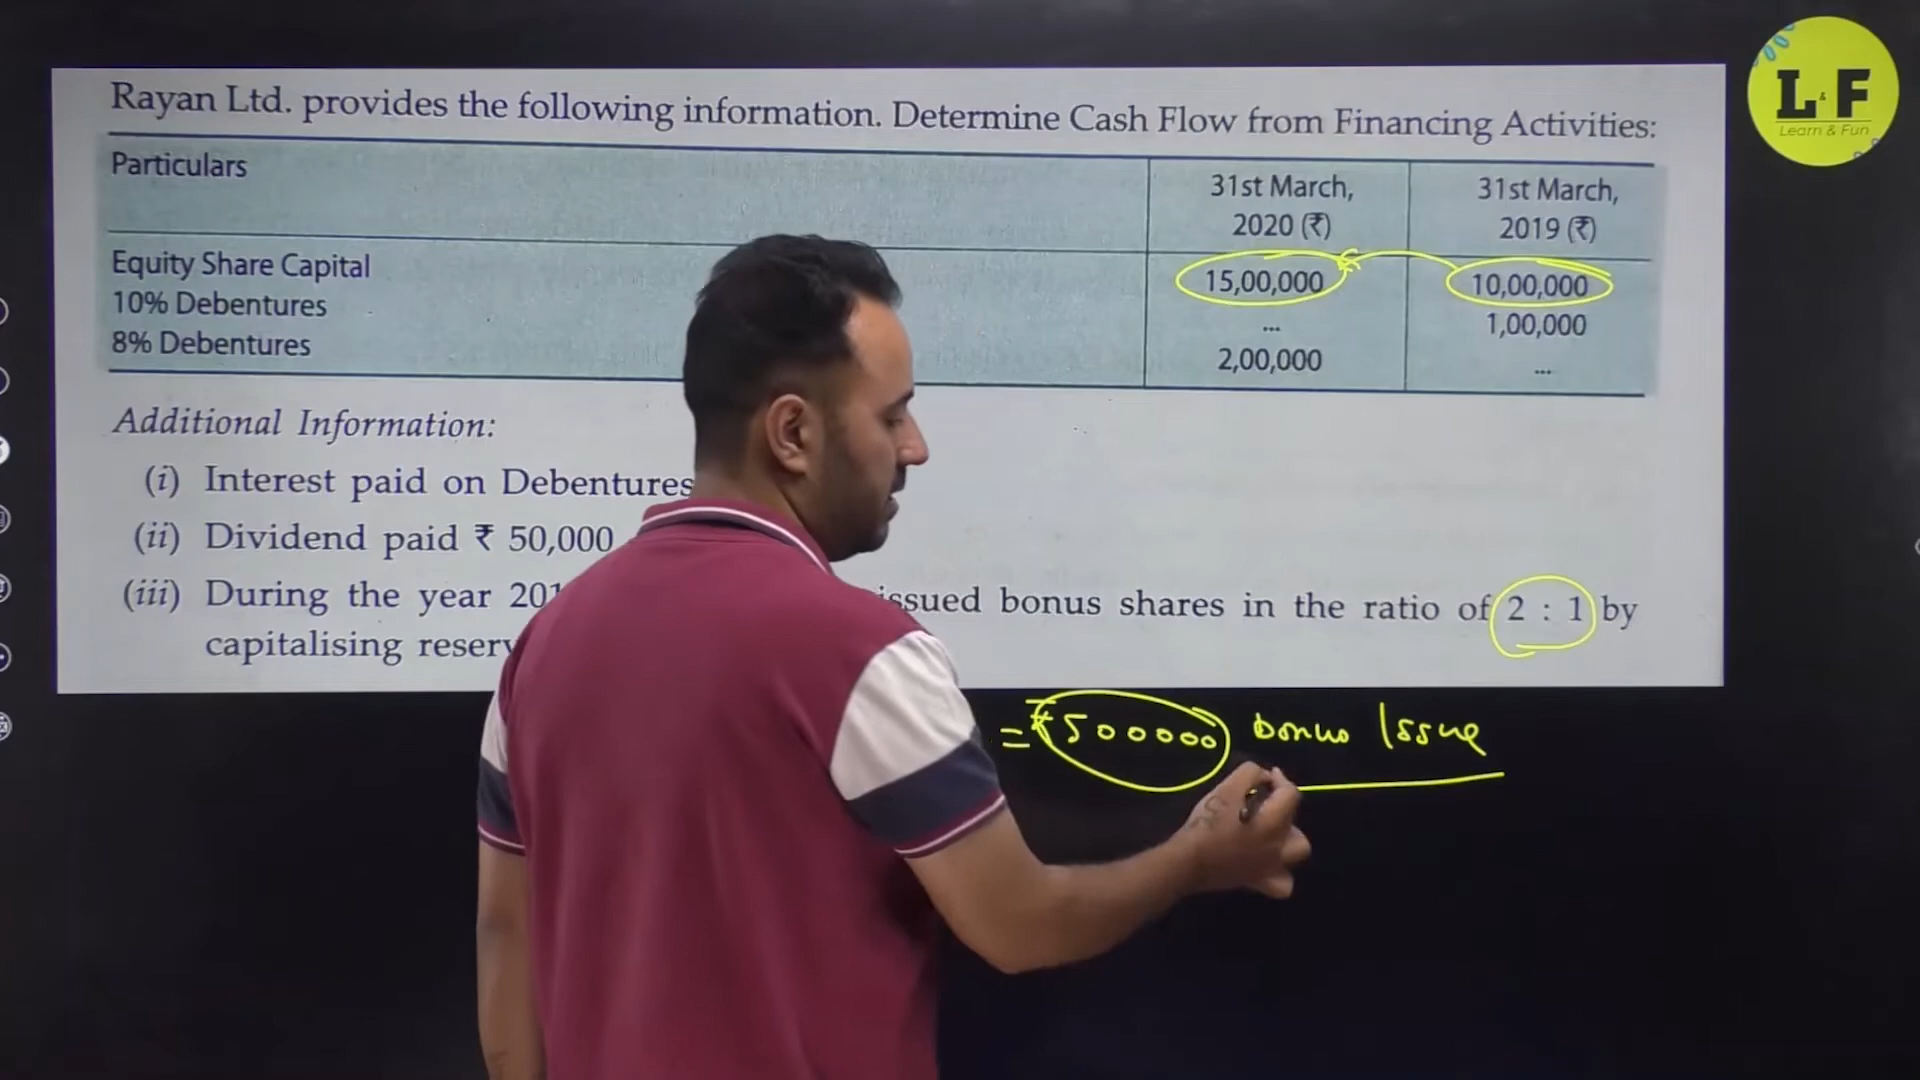 L&F
Learn & Fun
Rayan Ltd. provides the following information. Determine Cash Flow from Financing Activities:
Particulars 31st March, 2020 (₹) 31st March, 2019 (₹)
Equity Share Capital 15,00,000 10,00,000
10% Debentures ... 1,00,000
8% Debentures 2,00,000 ...
Additional Information:
(i) Interest paid on Debentures
(ii) Dividend paid ₹ 50,000
(iii) During the year issued bonus shares in the ratio of 2 : 1 by
capitalising
= ₹500000 bonus Issue